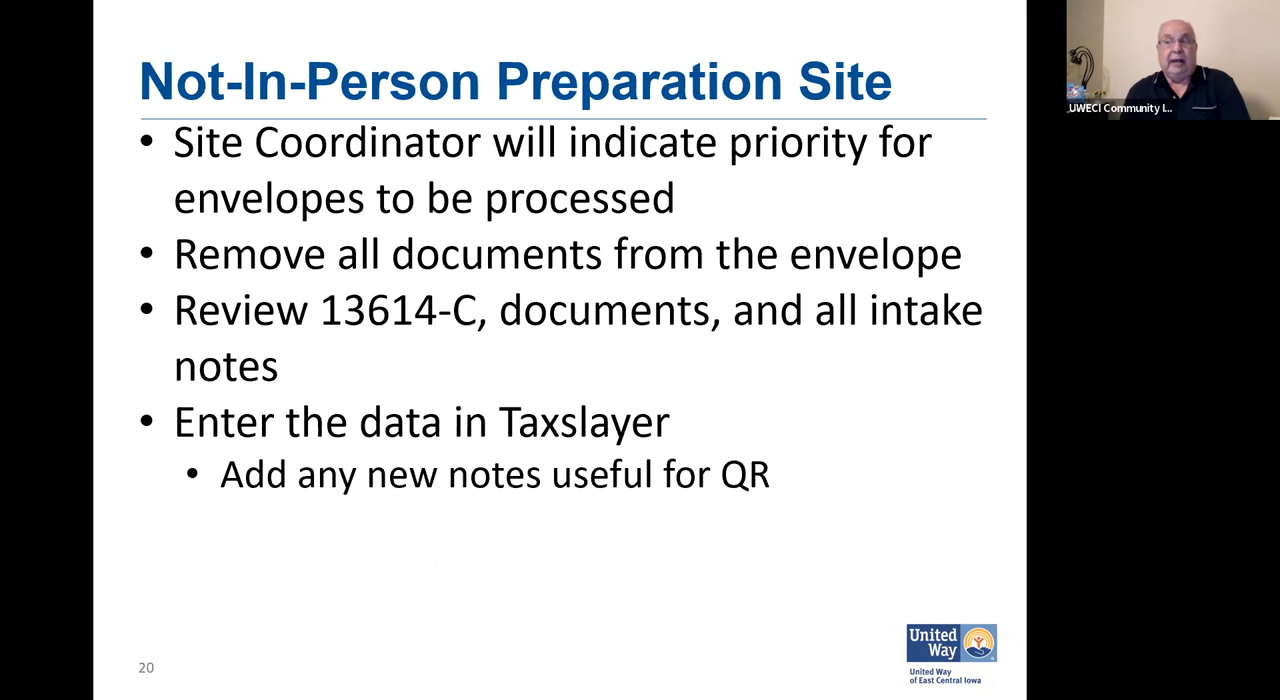 Not-In-Person Preparation Site
• Site Coordinator will indicate priority for
envelopes to be processed
• Remove all documents from the envelope
• Review 13614-C, documents, and all intake
notes
• Enter the data in Taxslayer
• Add any new notes useful for QR
20
United
Way
United Way
of East Central Iowa
UWECI Community I...